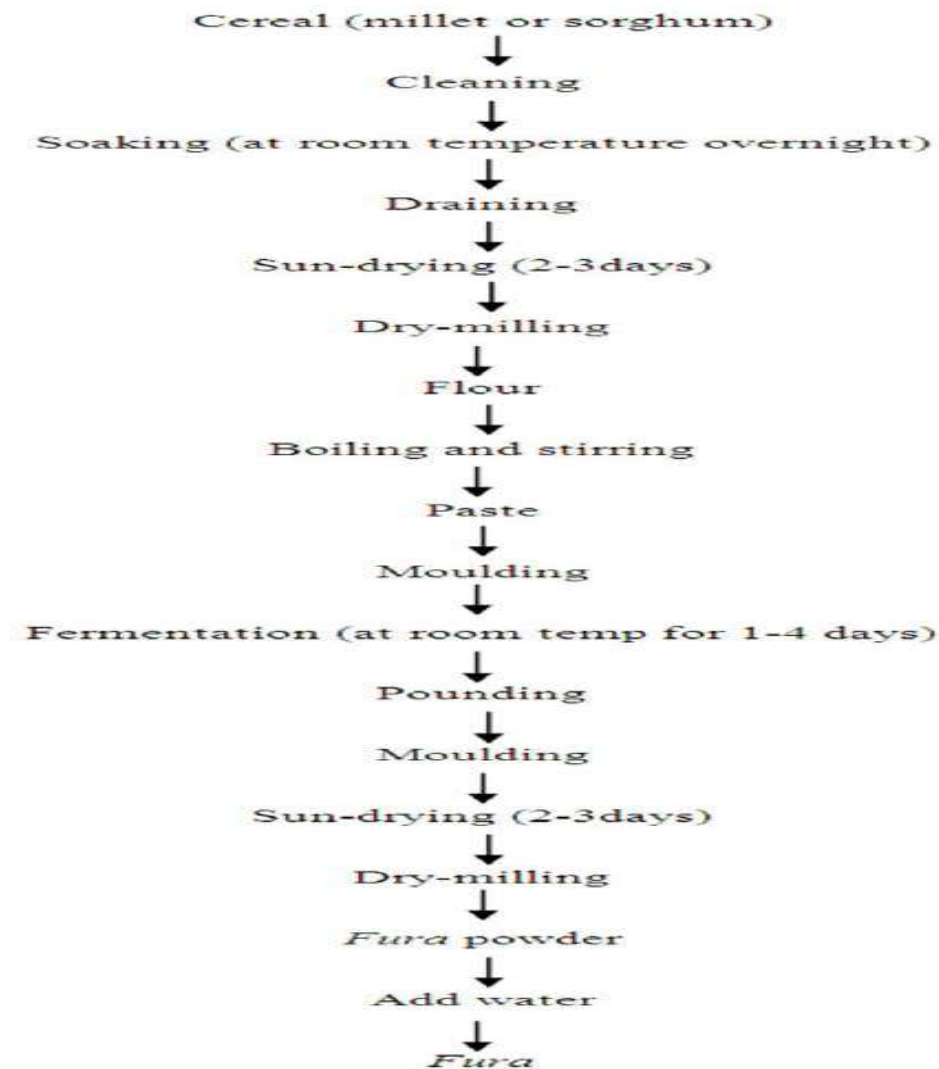 Cereal (millet or sorghum)
Cleaning
Soaking (at room temperature overnight)
Draining
Sun-drying (2-3days)
Dry-milling
Flour
Boiling and stirring
Paste
Moulding
Fermentation (at room temp for 1-4 days)
Pounding
Moulding
Sun-drying (2-3days)
Dry-milling
Fura powder
Add water
Fura